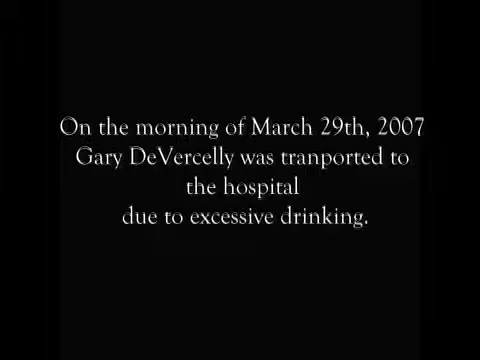 On the morning of March 29th, 2007
Gary DeVercelly was tranported to
the hospital
due to excessive drinking.